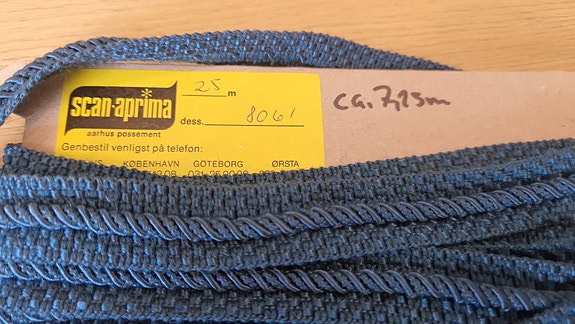 25 m
scan-aprima
dess. 8061
ca. 7,25m
aarhus possement
Genbestil venligst på telefon:
KØBENHAVN GÖTEBORG ØRSTA